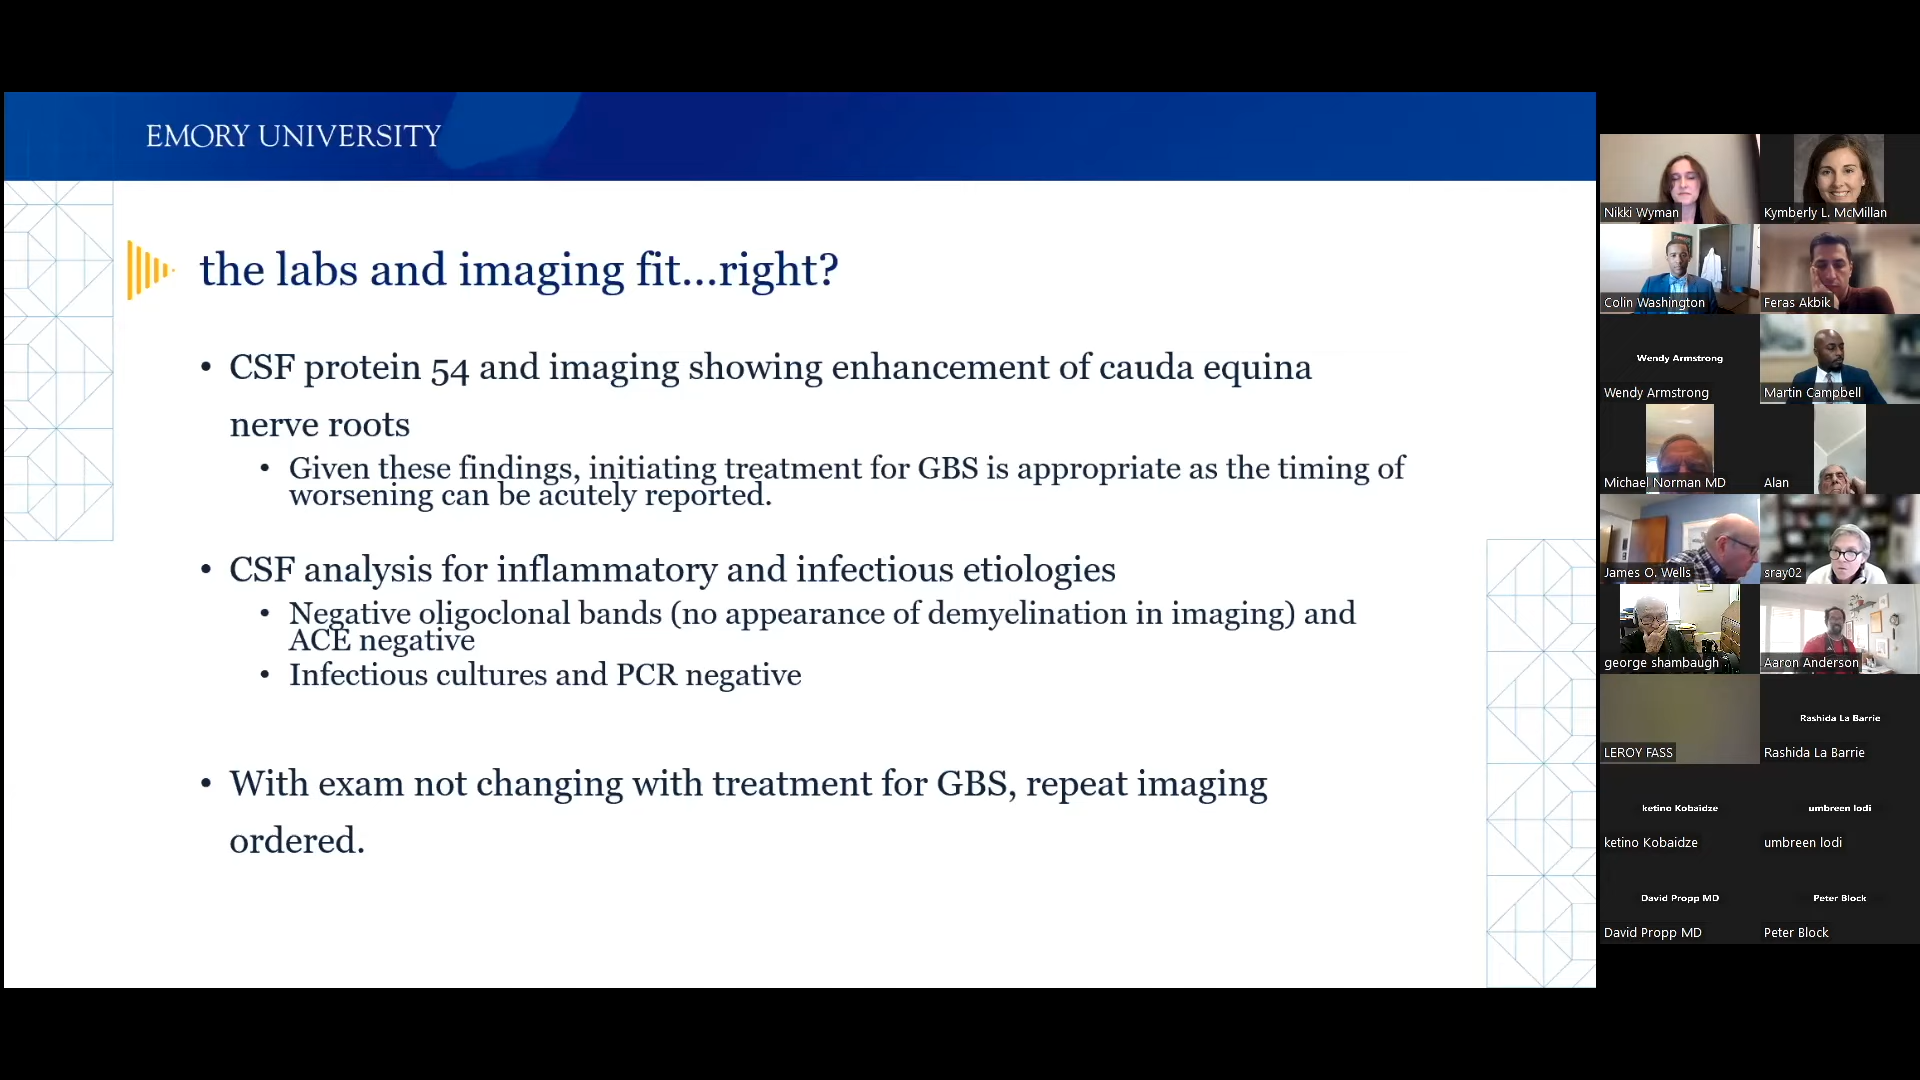 EMORY UNIVERSITY
the labs and imaging fit...right?
• CSF protein 54 and imaging showing enhancement of cauda equina
nerve roots
• Given these findings, initiating treatment for GBS is appropriate as the timing of
worsening can be acutely reported.
• CSF analysis for inflammatory and infectious etiologies
• Negative oligoclonal bands (no appearance of demyelination in imaging) and
ACE negative
• Infectious cultures and PCR negative
• With exam not changing with treatment for GBS, repeat imaging
ordered.
Nikki Wyman
Kymberly L. McMillan
Colin Washington
Feras Akbik
Wendy Armstrong
Wendy Armstrong
Martin Campbell
Michael Norman MD
Alan
James O. Wells
sray02
george shambaugh
Aaron Anderson
LEROY FASS
Rashida La Barrie
Rashida La Barrie
ketino Kobaidze
ketino Kobaidze
umbreen lodi
umbreen lodi
David Propp MD
David Propp MD
Peter Block
Peter Block